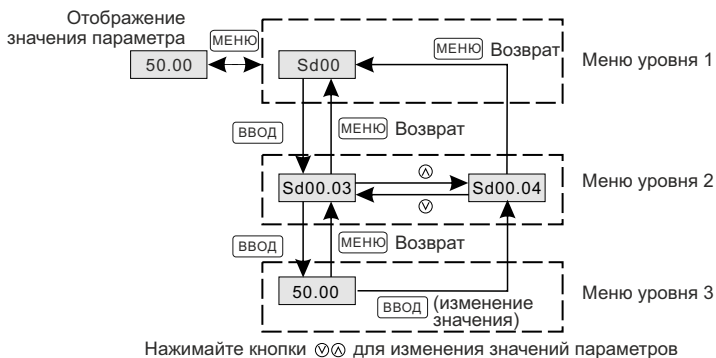 Отображение
значения параметра
МЕНЮ
50.00
Sd00
МЕНЮ Возврат
Меню уровня 1
ВВОД
МЕНЮ Возврат
Sd00.03
Sd00.04
Меню уровня 2
ВВОД
МЕНЮ Возврат
50.00
ВВОД (изменение
значения)
Меню уровня 3
Нажимайте кнопки для изменения значений параметров